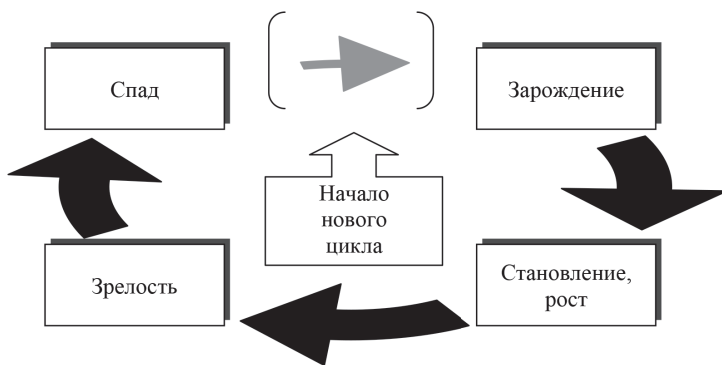 Спад
Зарождение
Начало
нового
цикла
Зрелость
Становление,
рост